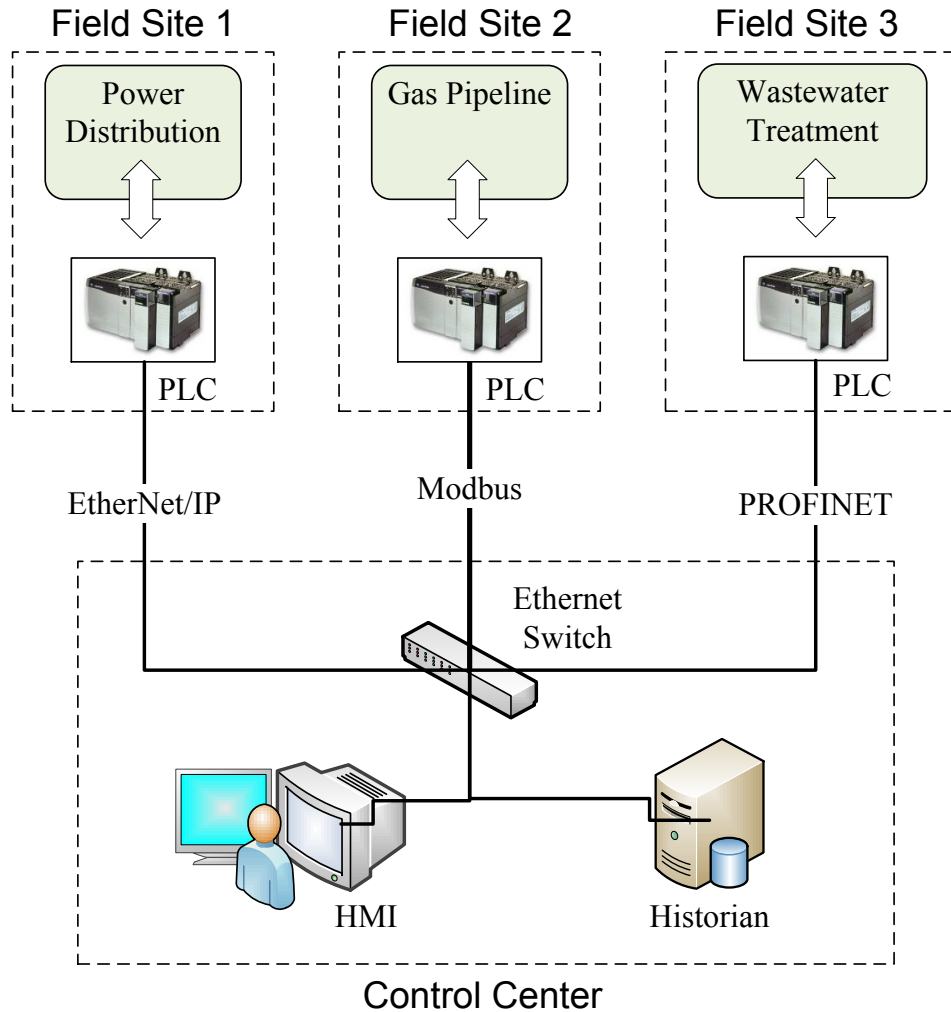 Field Site 1
Field Site 2
Field Site 3
Power
Distribution
Gas Pipeline
Wastewater
Treatment
PLC
PLC
PLC
EtherNet/IP
Modbus
PROFINET
Ethernet
Switch
HMI
Historian
Control Center